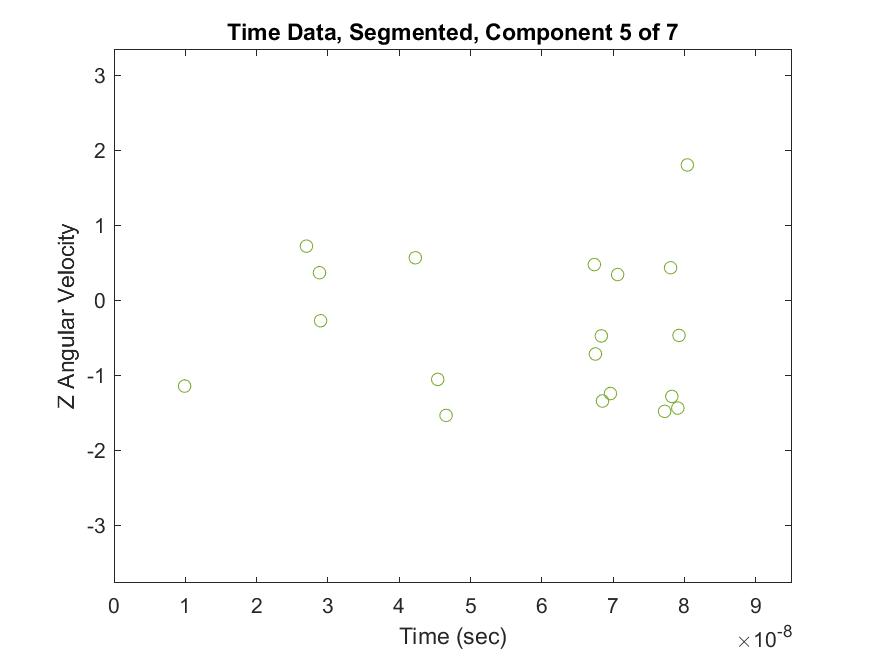 Time Data, Segmented, Component 5 of 7
3
2
1
0
-1
-2
-3
Z Angular Velocity
0 1 2 3 4 5 6 7 8 9
Time (sec)
×10-8